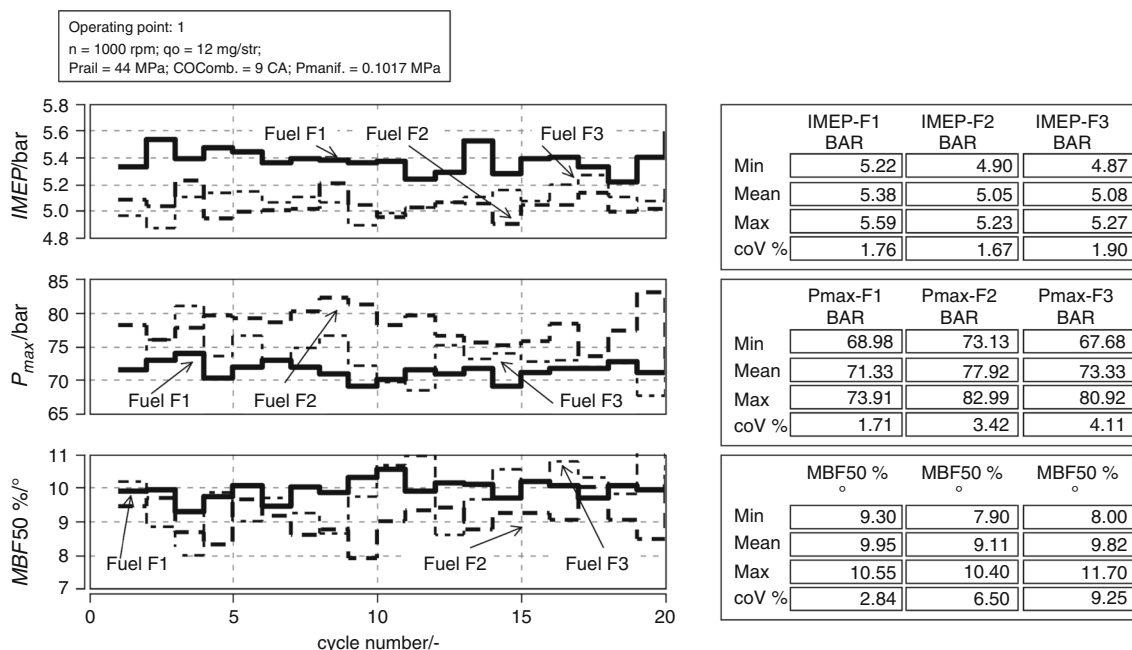 Operating point: 1
n = 1000 rpm; qo = 12 mg/str;
Prail = 44 MPa; COComb. = 9 CA; Pmanif. = 0.1017 MPa
IMEP/bar
5.8
5.6
5.4
5.2
5.0
4.8
Fuel F1
Fuel F2
Fuel F3
Pmax/bar
85
80
75
70
65
Fuel F1
Fuel F2
Fuel F3
MBF50 %/°
11
10
9
8
7
Fuel F1
Fuel F2
Fuel F3
0 5 10 15 20
cycle number/-
IMEP-F1 IMEP-F2 IMEP-F3
BAR BAR BAR
Min 5.22 4.90 4.87
Mean 5.38 5.05 5.08
Max 5.59 5.23 5.27
coV % 1.76 1.67 1.90
Pmax-F1 Pmax-F2 Pmax-F3
BAR BAR BAR
Min 68.98 73.13 67.68
Mean 71.33 77.92 73.33
Max 73.91 82.99 80.92
coV % 1.71 3.42 4.11
MBF50 % MBF50 % MBF50 %
° ° °
Min 9.30 7.90 8.00
Mean 9.95 9.11 9.82
Max 10.55 10.40 11.70
coV % 2.84 6.50 9.25